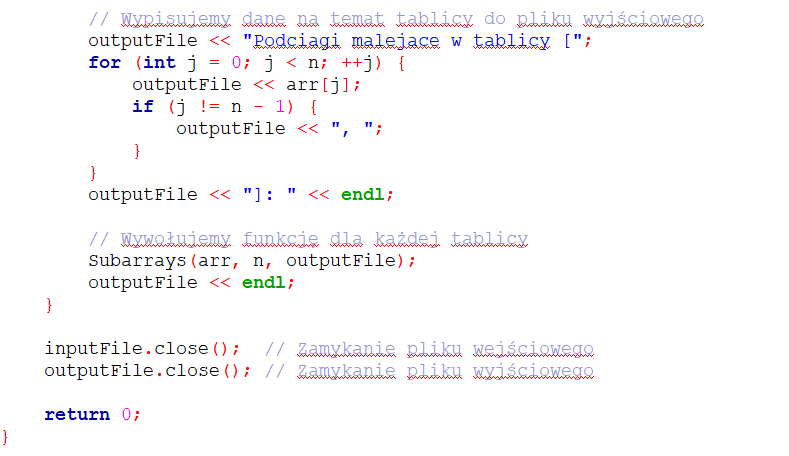 // Wypisujemy dane na temat tablicy do pliku wyjściowego
outputFile << "Podciagi malejace w tablicy [";
for (int j = 0; j < n; ++j) {
outputFile << arr[j];
if (j != n - 1) {
outputFile << ", ";
}
}
outputFile << "]: " << endl;
// Wywołujemy funkcję dla każdej tablicy
Subarrays(arr, n, outputFile);
outputFile << endl;
}
inputFile.close();  // Zamykanie pliku wejściowego
outputFile.close(); // Zamykanie pliku wyjściowego
return 0;
}